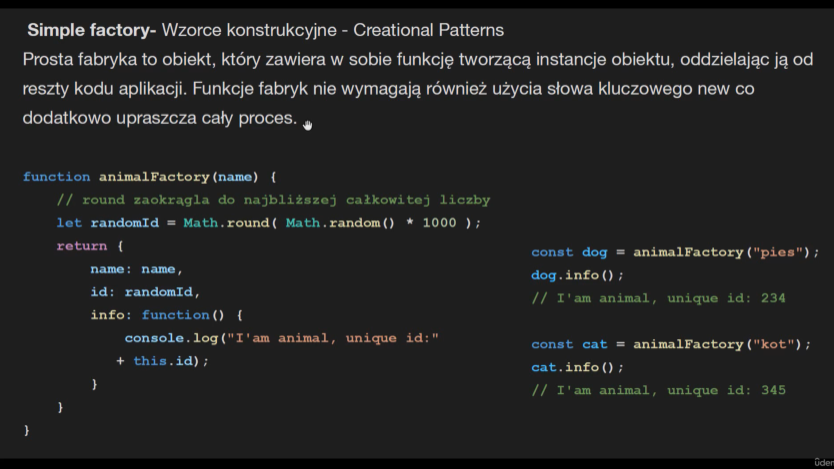 Simple factory- Wzorce konstrukcyjne - Creational Patterns
Prosta fabryka to obiekt, który zawiera w sobie funkcję tworzącą instancje obiektu, oddzielając ją od
reszty kodu aplikacji. Funkcje fabryk nie wymagają również użycia słowa kluczowego new co
dodatkowo upraszcza cały proces.
function animalFactory(name) {
// round zaokrągla do najbliższej całkowitej liczby
let randomId = Math.round( Math.random() * 1000 );
return {
name: name,
id: randomId,
info: function() {
console.log("I'am animal, unique id:"
+ this.id);
}
}
}
const dog = animalFactory("pies");
dog.info();
// I'am animal, unique id: 234
const cat = animalFactory("kot");
cat.info();
// I'am animal, unique id: 345